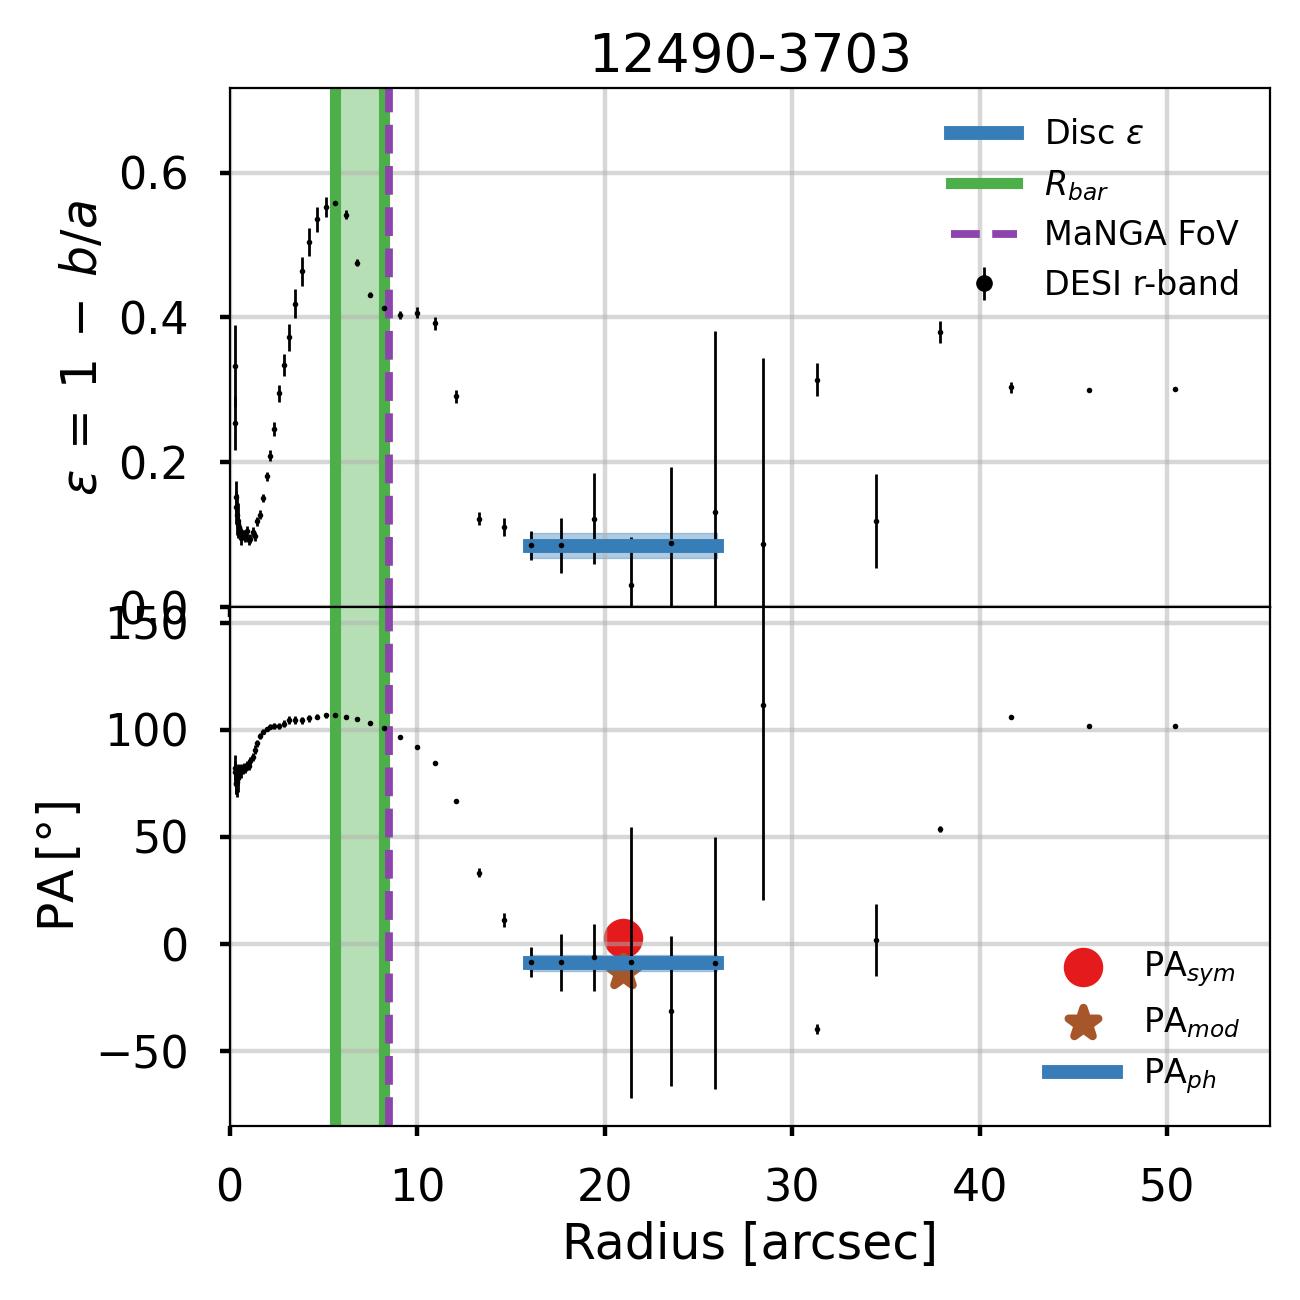 12490-3703
ε = 1 − b/a
0.6
0.4
0.2
0.0
Disc ε
R_bar
MaNGA FoV
DESI r-band
PA [°]
150
100
50
0
−50
PA_sym
PA_mod
PA_ph
0 10 20 30 40 50
Radius [arcsec]